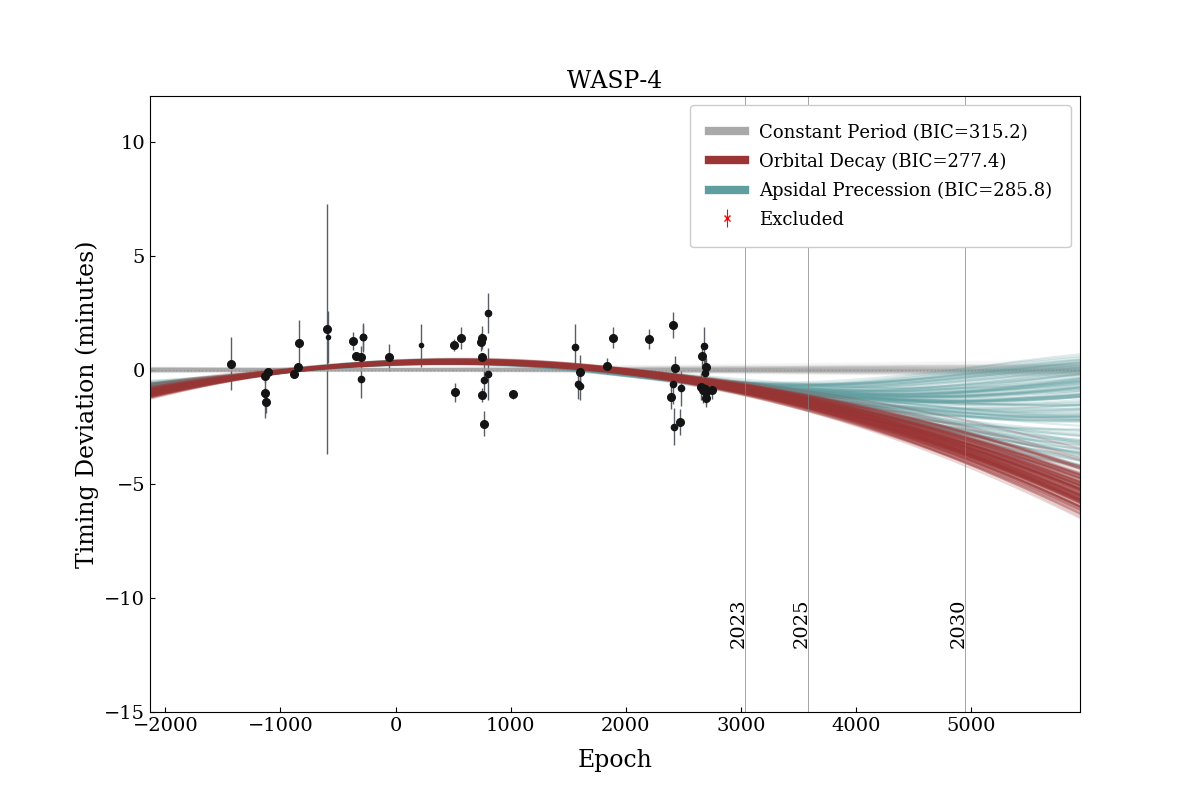 WASP-4
Constant Period (BIC=315.2)
Orbital Decay (BIC=277.4)
Apsidal Precession (BIC=285.8)
Excluded
Timing Deviation (minutes)
10
5
0
−5
−10
−15
2023
2025
2030
−2000
−1000
0
1000
2000
3000
4000
5000
Epoch